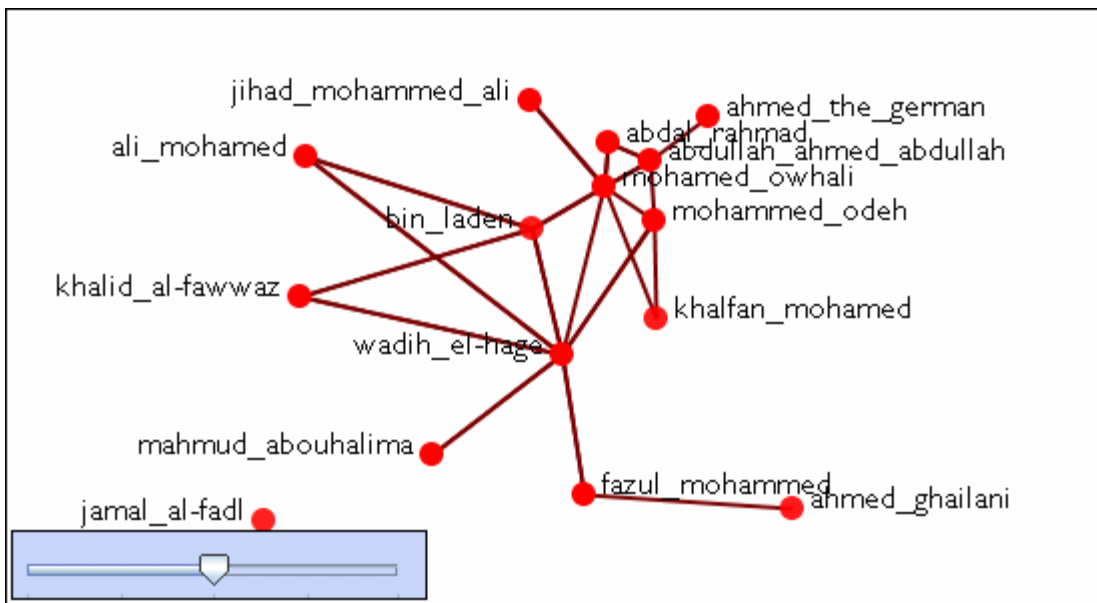 jihad_mohammed_ali
ahmed_the_german
abdal_rahmad
ali_mohamed
abdullah_ahmed_abdullah
mohamed_owhali
bin_laden
mohammed_odeh
khalid_al-fawwaz
khalfan_mohamed
wadih_el-hage
mahmud_abouhalima
fazul_mohammed
ahmed_ghailani
jamal_al-fadl